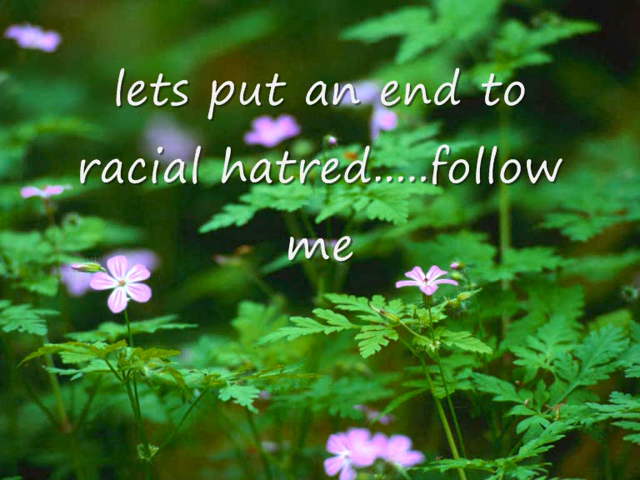 lets put an end to
racial hatred.....follow
me